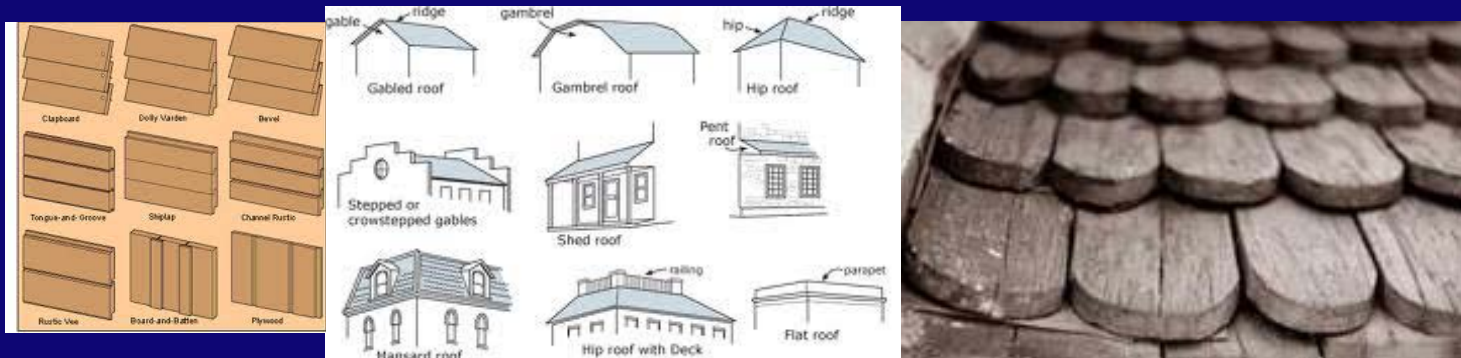 Clapboard
Dolly Varden
Bevel
Tongue-and-Groove
Shiplap
Channel Rustic
Rustic Vee
Board-and-Batten
Plywood
gable
ridge
Gabled roof
gambrel
Gambrel roof
hip
ridge
Hip roof
Stepped or
crowstepped gables
Shed roof
Pent
roof
Mansard roof
railing
Hip roof with Deck
parapet
Flat roof